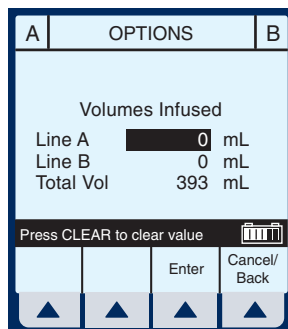 A OPTIONS B
Volumes Infused
Line A 0 mL
Line B 0 mL
Total Vol 393 mL
Press CLEAR to clear value
Enter Cancel/
Back